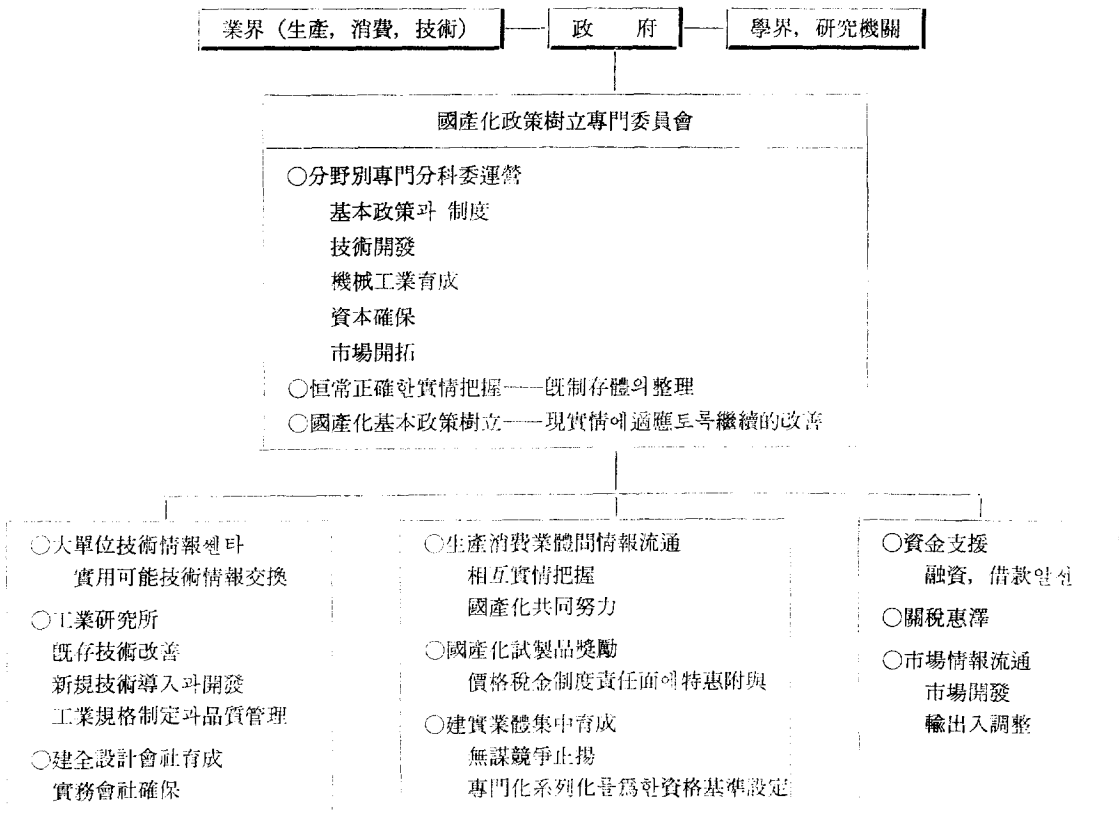 業界 (生產, 消費, 技術)
政 府
學界, 硏究機關
國產化政策樹立專門委員會
○分野別專門分科委運營
基本政策과 制度
技術開發
機械工業育成
資本確保
市場開拓
○恒常正確한實情把握——旣制存體의整理
○國產化基本政策樹立——現實情에適應토록繼續的改善
○大單位技術情報쎈타
實用可能技術情報交換
○工業硏究所
旣存技術改善
新規技術導入과開發
工業規格制定과品質管理
○建全設計會社育成
實務會社確保
○生產消費業體間情報流通
相互實情把握
國產化共同努力
○國產化試製品獎勵
價格稅金制度責任面에特惠附與
○建實業體集中育成
無謀競爭止揚
專門化系列化를爲한資格基準設定
○資金支援
融資, 借款알선
○關稅惠澤
○市場情報流通
市場開發
輸出入調整